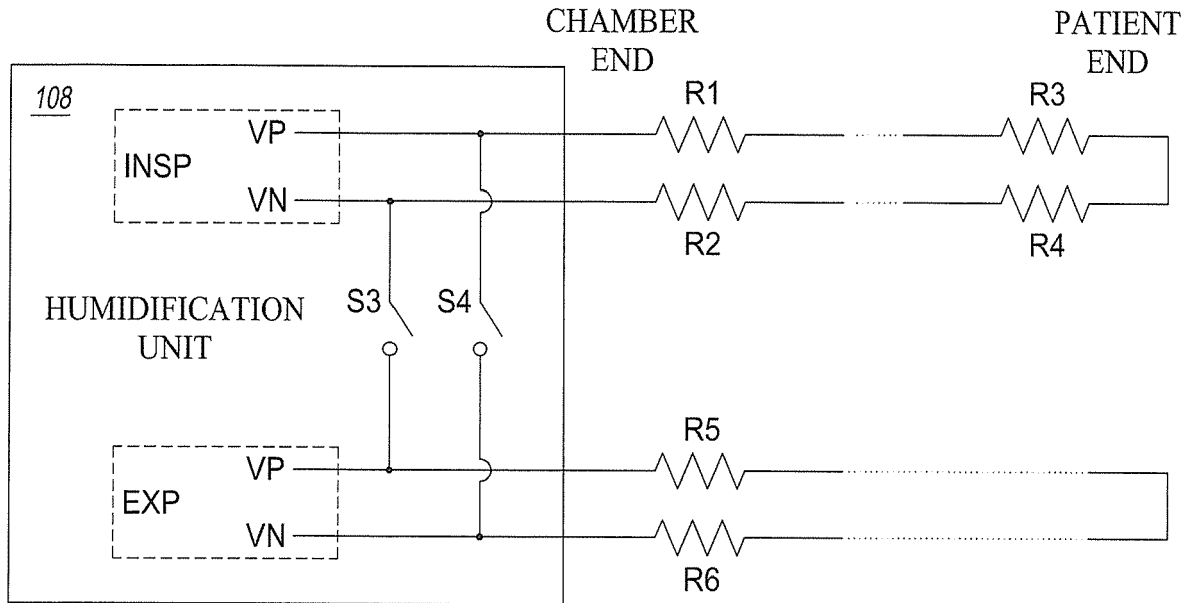 CHAMBER
END
PATIENT
END
108
R1
R3
VP
INSP
VN
R2
R4
HUMIDIFICATION
UNIT
S3
S4
R5
VP
EXP
VN
R6